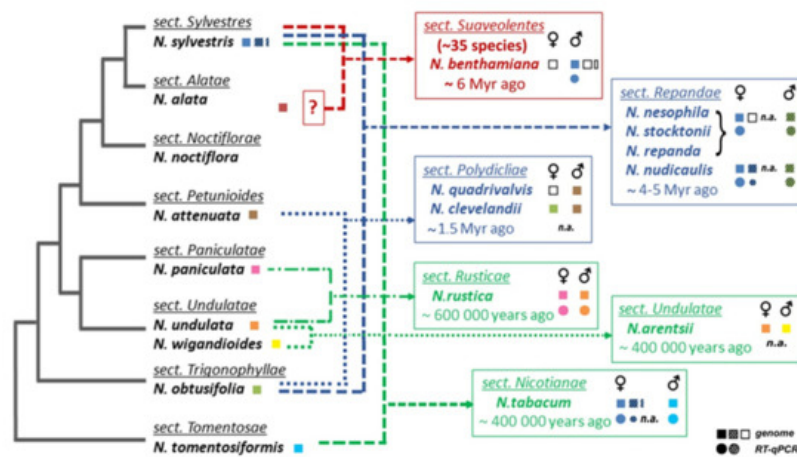 sect. Sylvestres
N. sylvestris
sect. Alatae
N. alata
?
sect. Noctiflorae
N. noctiflora
sect. Petunioides
N. attenuata
sect. Paniculatae
N. paniculata
sect. Undulatae
N. undulata
N. wigandioides
sect. Trigonophyllae
N. obtusifolia
sect. Tomentosae
N. tomentosiformis
sect. Suaveolentes ♀ ♂
(~35 species)
N. benthamiana
~ 6 Myr ago
sect. Repandae ♀ ♂
N. nesophila n.a.
N. stocktonii
N. repanda
N. nudicaulis n.a.
~ 4-5 Myr ago
sect. Polydicliae ♀ ♂
N. quadrivalvis
N. clevelandii
~1.5 Myr ago n.a.
sect. Rusticae ♀ ♂
N.rustica
~ 600 000 years ago
sect. Undulatae ♀ ♂
N.arentsii
~ 400 000 years ago n.a.
sect. Nicotianae ♀ ♂
N.tabacum
~ 400 000 years ago n.a.
genome
RT-qPCR